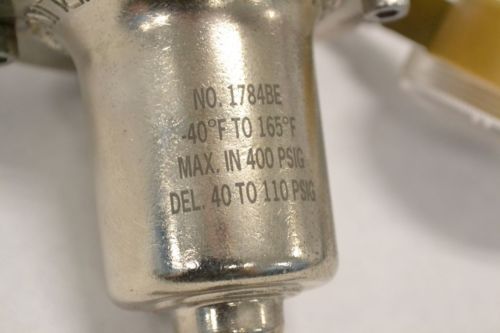 NO. 1784BE
-40°F TO 165°F
MAX. IN 400 PSIG
DEL. 40 TO 110 PSIG